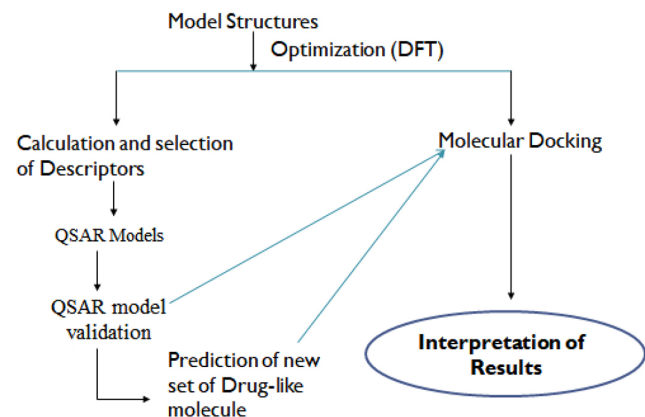 Model Structures
Optimization (DFT)
Calculation and selection
of Descriptors
Molecular Docking
QSAR Models
QSAR model
validation
Prediction of new
set of Drug-like
molecule
Interpretation of
Results